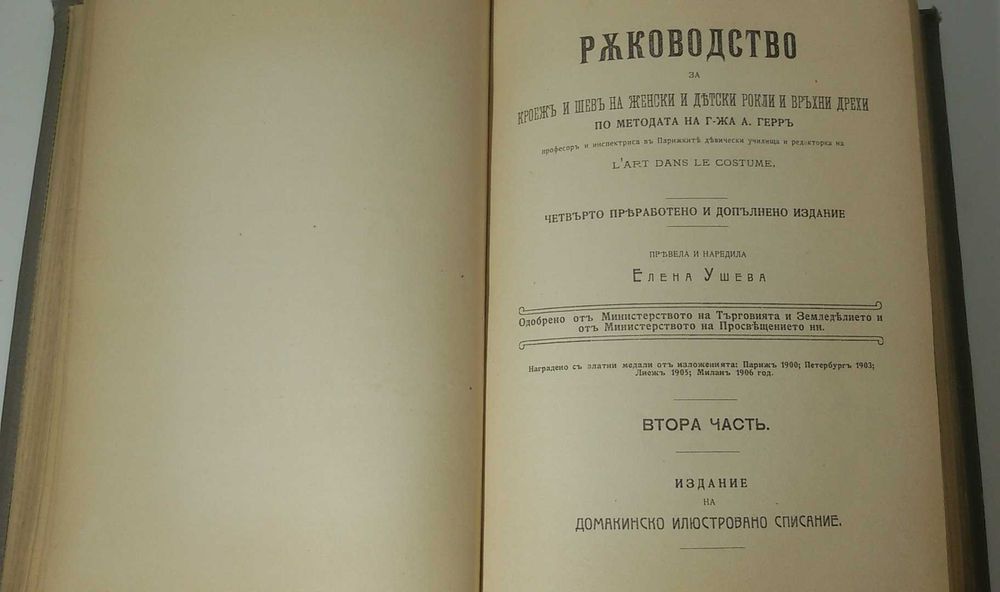 РѪКОВОДСТВО
ЗА
КРОЕЖЪ И ШЕВЪ НА ЖЕНСКИ И ДѢТСКИ РОКЛИ И ВРЪХНИ ДРЕХИ
ПО МЕТОДАТА НА Г-ЖА А. ГЕРРЪ
професоръ и инспектриса въ Парижкитѣ дѣвически училища и редакторка на
L'ART DANS LE COSTUME.
ЧЕТВЪРТО ПРѢРАБОТЕНО И ДОПЪЛНЕНО ИЗДАНИЕ
ПРѢВЕЛА И НАРЕДИЛА
ЕЛЕНА УШЕВА
Одобрено отъ Министерството на Търговията и Земледѣлието и
отъ Министерството на Просвѣщението ни.
Наградено съ златни медали отъ изложенията: Парижъ 1900; Петербургъ 1903;
Лиежъ 1905; Миланъ 1906 год.
ВТОРА ЧАСТЬ.
ИЗДАНИЕ
НА
ДОМАКИНСКО ИЛЮСТРОВАНО СПИСАНИЕ.